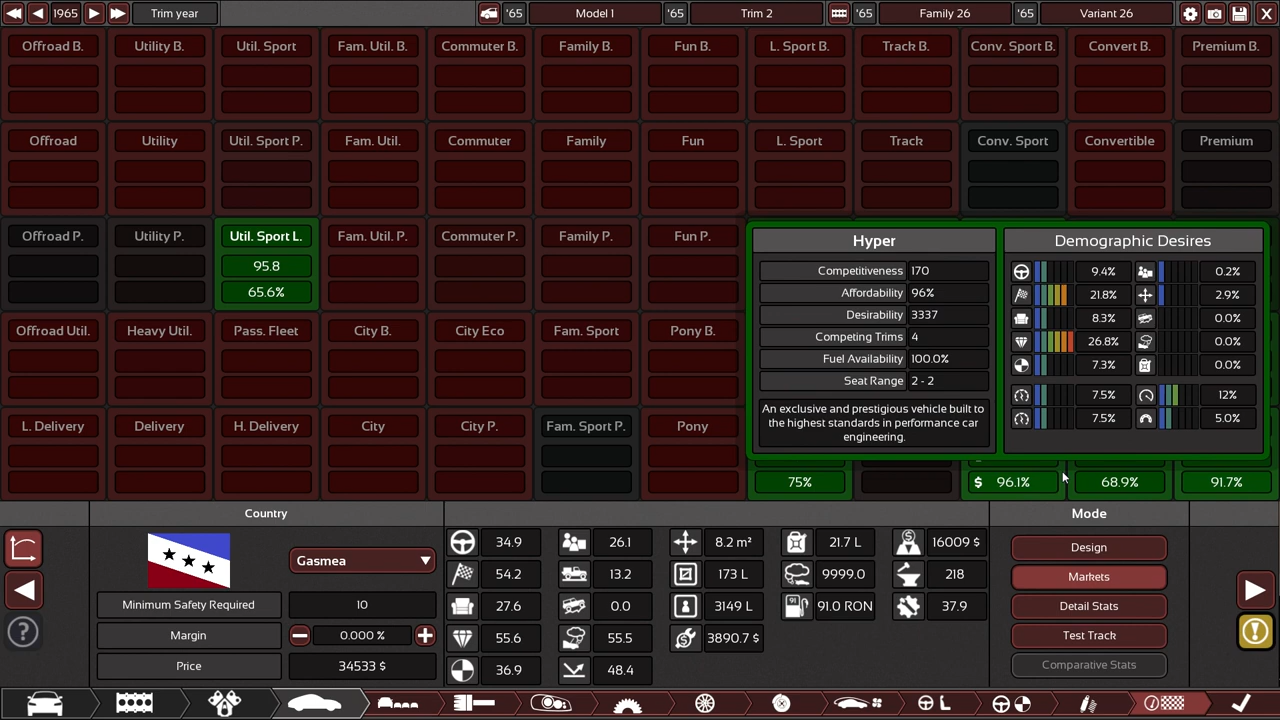 1965 Trim year '65 Model 1 '65 Trim 2 '65 Family 26 '65 Variant 26
Offroad B. Utility B. Util. Sport Fam. Util. B. Commuter B. Family B. Fun B. L. Sport B. Track B. Conv. Sport B. Convert B. Premium B.
Offroad Utility Util. Sport P. Fam. Util. Commuter Family Fun L. Sport Track Conv. Sport Convertible Premium
Offroad P. Utility P. Util. Sport L. Fam. Util. P. Commuter P. Family P. Fun P.
95.8
65.6%
Offroad Util. Heavy Util. Pass. Fleet City B. City Eco Fam. Sport Pony B.
L. Delivery Delivery H. Delivery City City P. Fam. Sport P. Pony
75% $ 96.1% 68.9% 91.7%
Hyper
Competitiveness 170
Affordability 96%
Desirability 3337
Competing Trims 4
Fuel Availability 100.0%
Seat Range 2 - 2
An exclusive and prestigious vehicle built to
the highest standards in performance car
engineering.
Demographic Desires
9.4% 0.2%
21.8% 2.9%
8.3% 0.0%
26.8% 0.0%
7.3% 0.0%
7.5% 12%
7.5% 5.0%
Country
Gasmea
Minimum Safety Required 10
Margin 0.000 %
Price 34533 $
34.9 26.1 8.2 m² 21.7 L 16009 $
54.2 13.2 173 L 9999.0 218
27.6 0.0 3149 L 91 91.0 RON 37.9
55.6 55.5 3890.7 $
36.9 48.4
Mode
Design
Markets
Detail Stats
Test Track
Comparative Stats